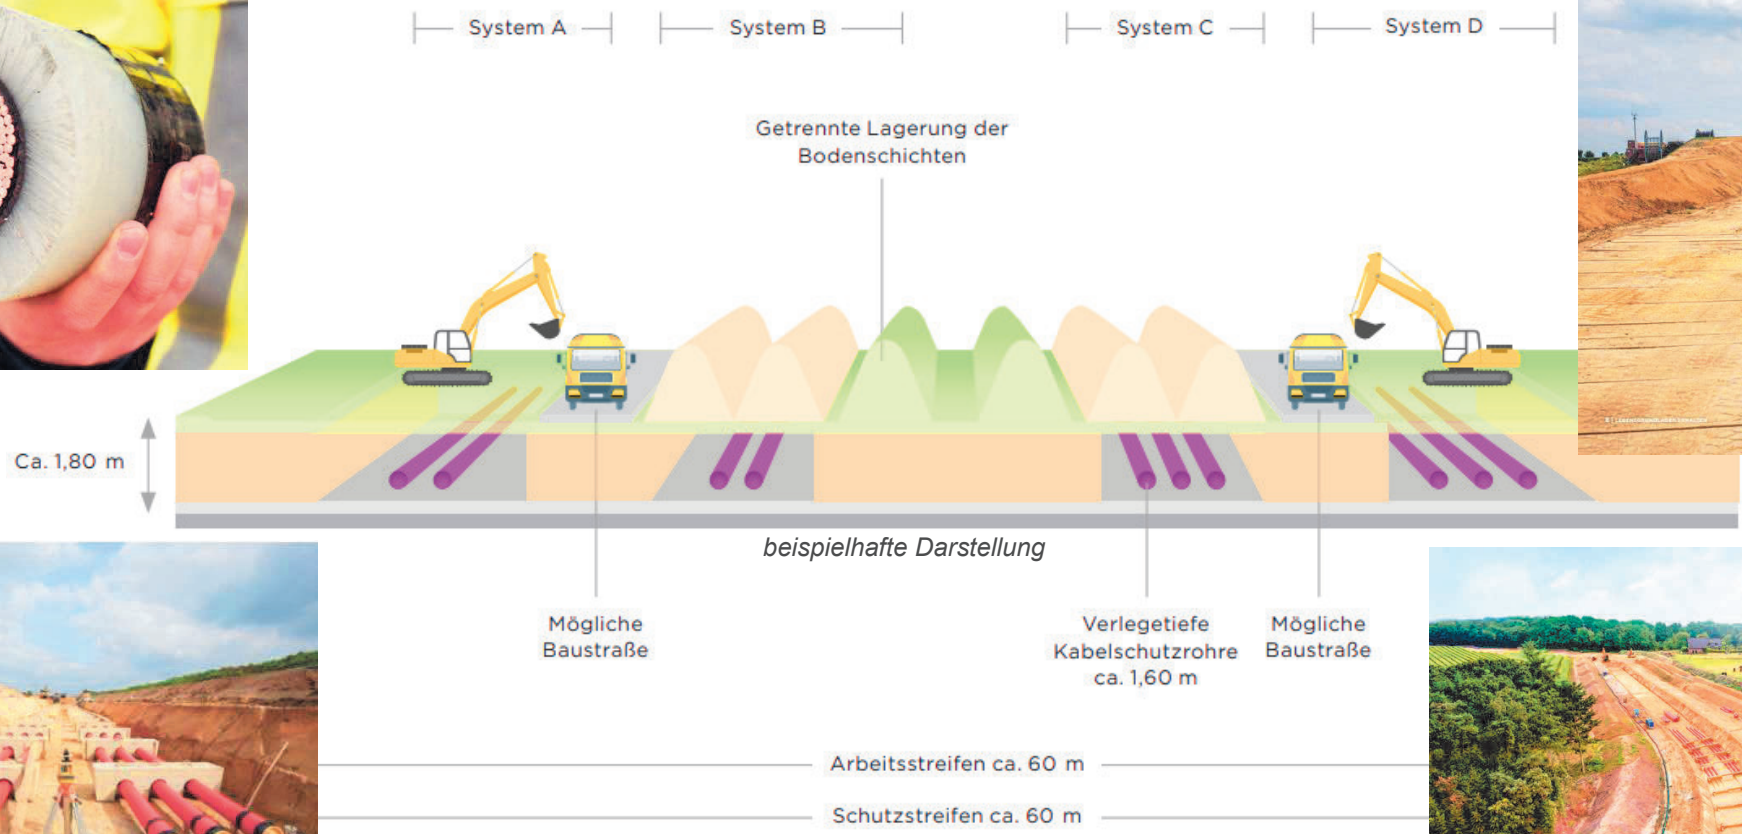 System A
System B
System C
System D
Getrennte Lagerung der
Bodenschichten
Ca. 1,80 m
beispielhafte Darstellung
Mögliche
Baustraße
Verlegetiefe
Kabelschutzrohre
ca. 1,60 m
Mögliche
Baustraße
Arbeitsstreifen ca. 60 m
Schutzstreifen ca. 60 m